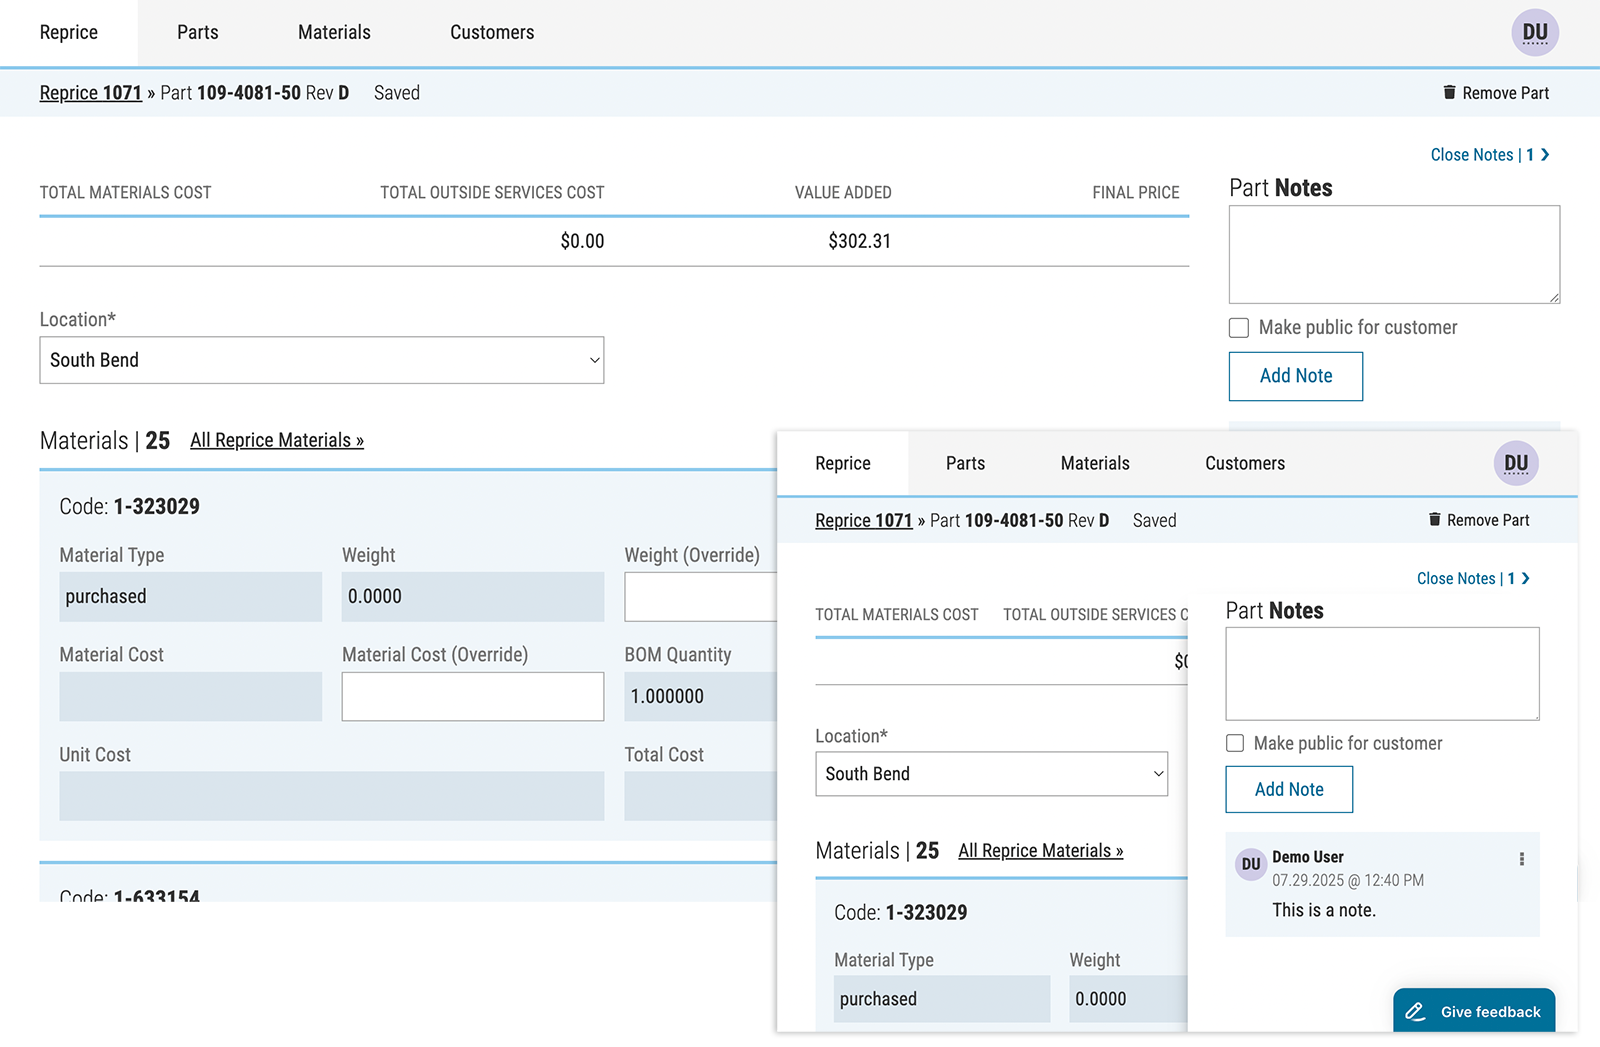 Reprice Parts Materials Customers DU
Reprice 1071 » Part 109-4081-50 Rev D Saved Remove Part
Close Notes | 1 ❯
TOTAL MATERIALS COST TOTAL OUTSIDE SERVICES COST VALUE ADDED FINAL PRICE
$0.00 $302.31
Part Notes
Make public for customer
Add Note
Location*
South Bend
Materials | 25 All Reprice Materials »
Code: 1-323029
Material Type Weight Weight (Override)
purchased 0.0000
Material Cost Material Cost (Override) BOM Quantity
1.000000
Unit Cost Total Cost
Code: 1-633154
Reprice Parts Materials Customers DU
Reprice 1071 » Part 109-4081-50 Rev D Saved Remove Part
Close Notes | 1 ❯
TOTAL MATERIALS COST TOTAL OUTSIDE SERVICES C
$0
Part Notes
Make public for customer
Add Note
Location*
South Bend
Materials | 25 All Reprice Materials »
Code: 1-323029
Material Type Weight
purchased 0.0000
DU Demo User
07.29.2025 @ 12:40 PM
This is a note.
Give feedback